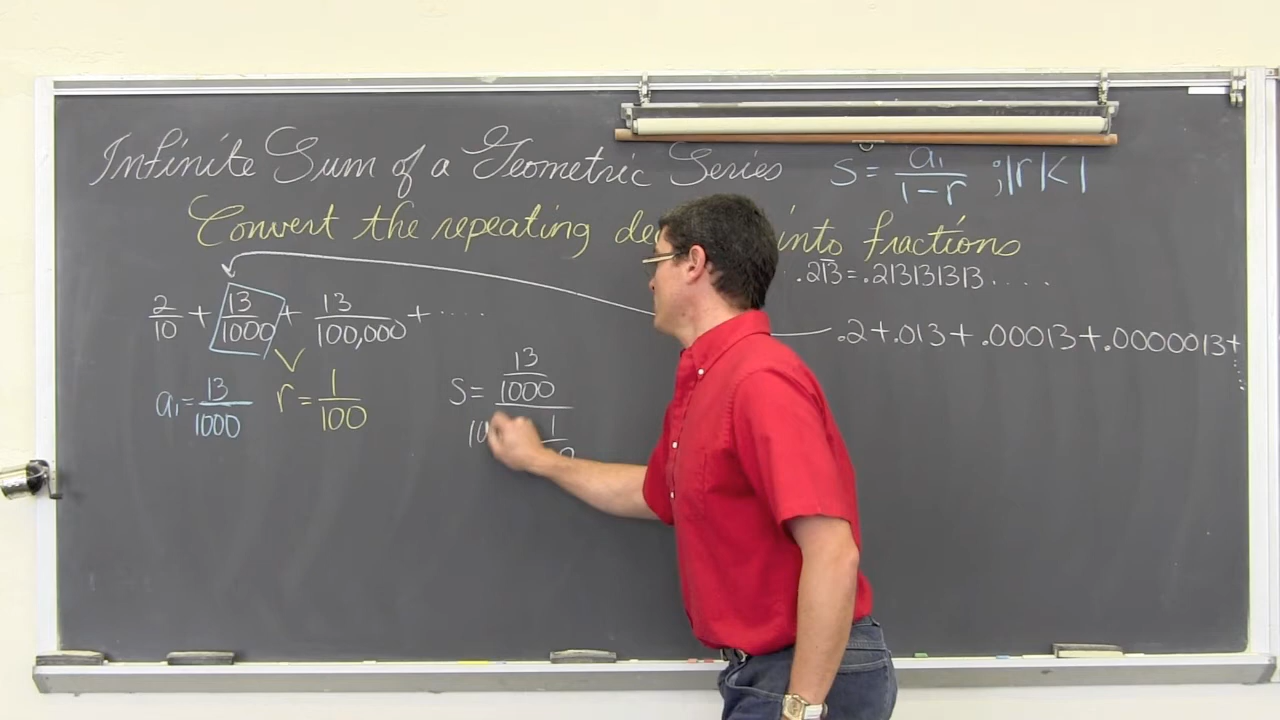 Infinite Sum of a Geometric Series
S = a₁/(1-r) ; |r|<1
Convert the repeating into fractions
.21̅3̅ = .213131313....
2/10 + 13/1000 + 13/100,000 + ....
.2+.013+.00013+.0000013+....
a₁ = 13/1000
r = 1/100
S = 13/1000
1